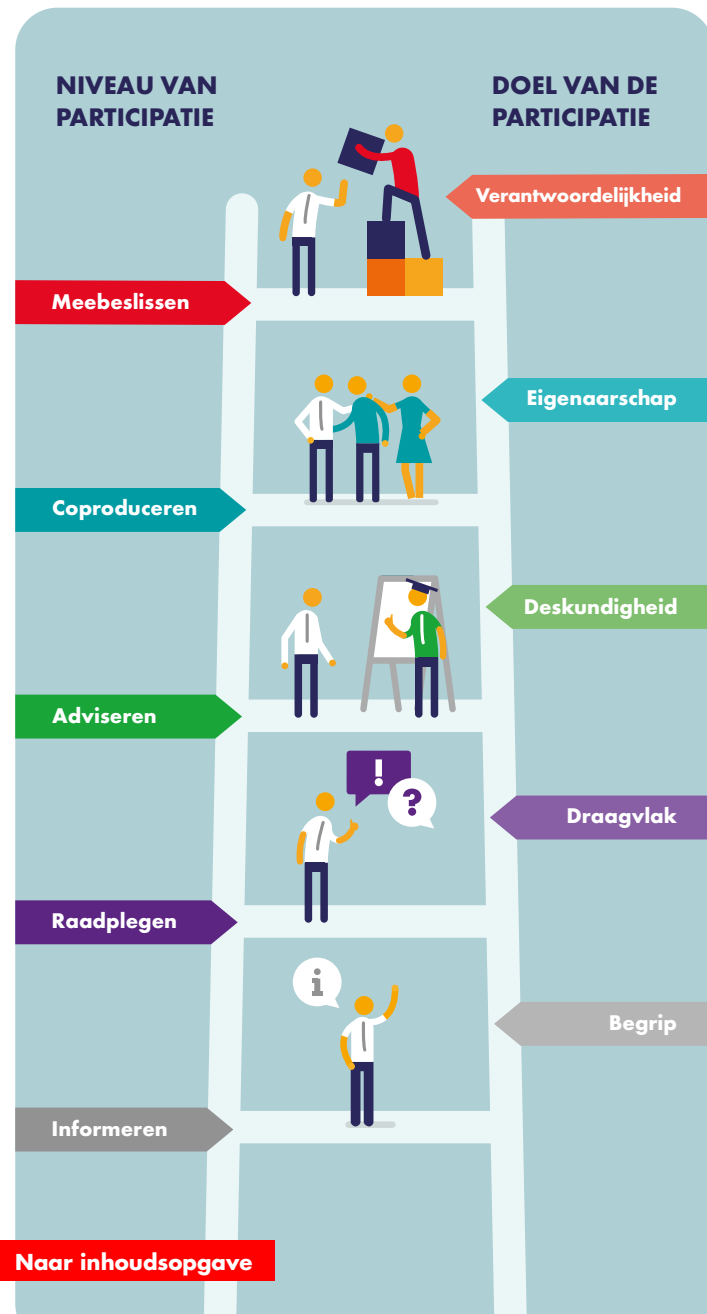 NIVEAU VAN
PARTICIPATIE
DOEL VAN DE
PARTICIPATIE
Verantwoordelijkheid
Meebeslissen
Eigenaarschap
Coproduceren
Deskundigheid
Adviseren
!
?
Draagvlak
Raadplegen
i
Begrip
Informeren
Naar inhoudsopgave